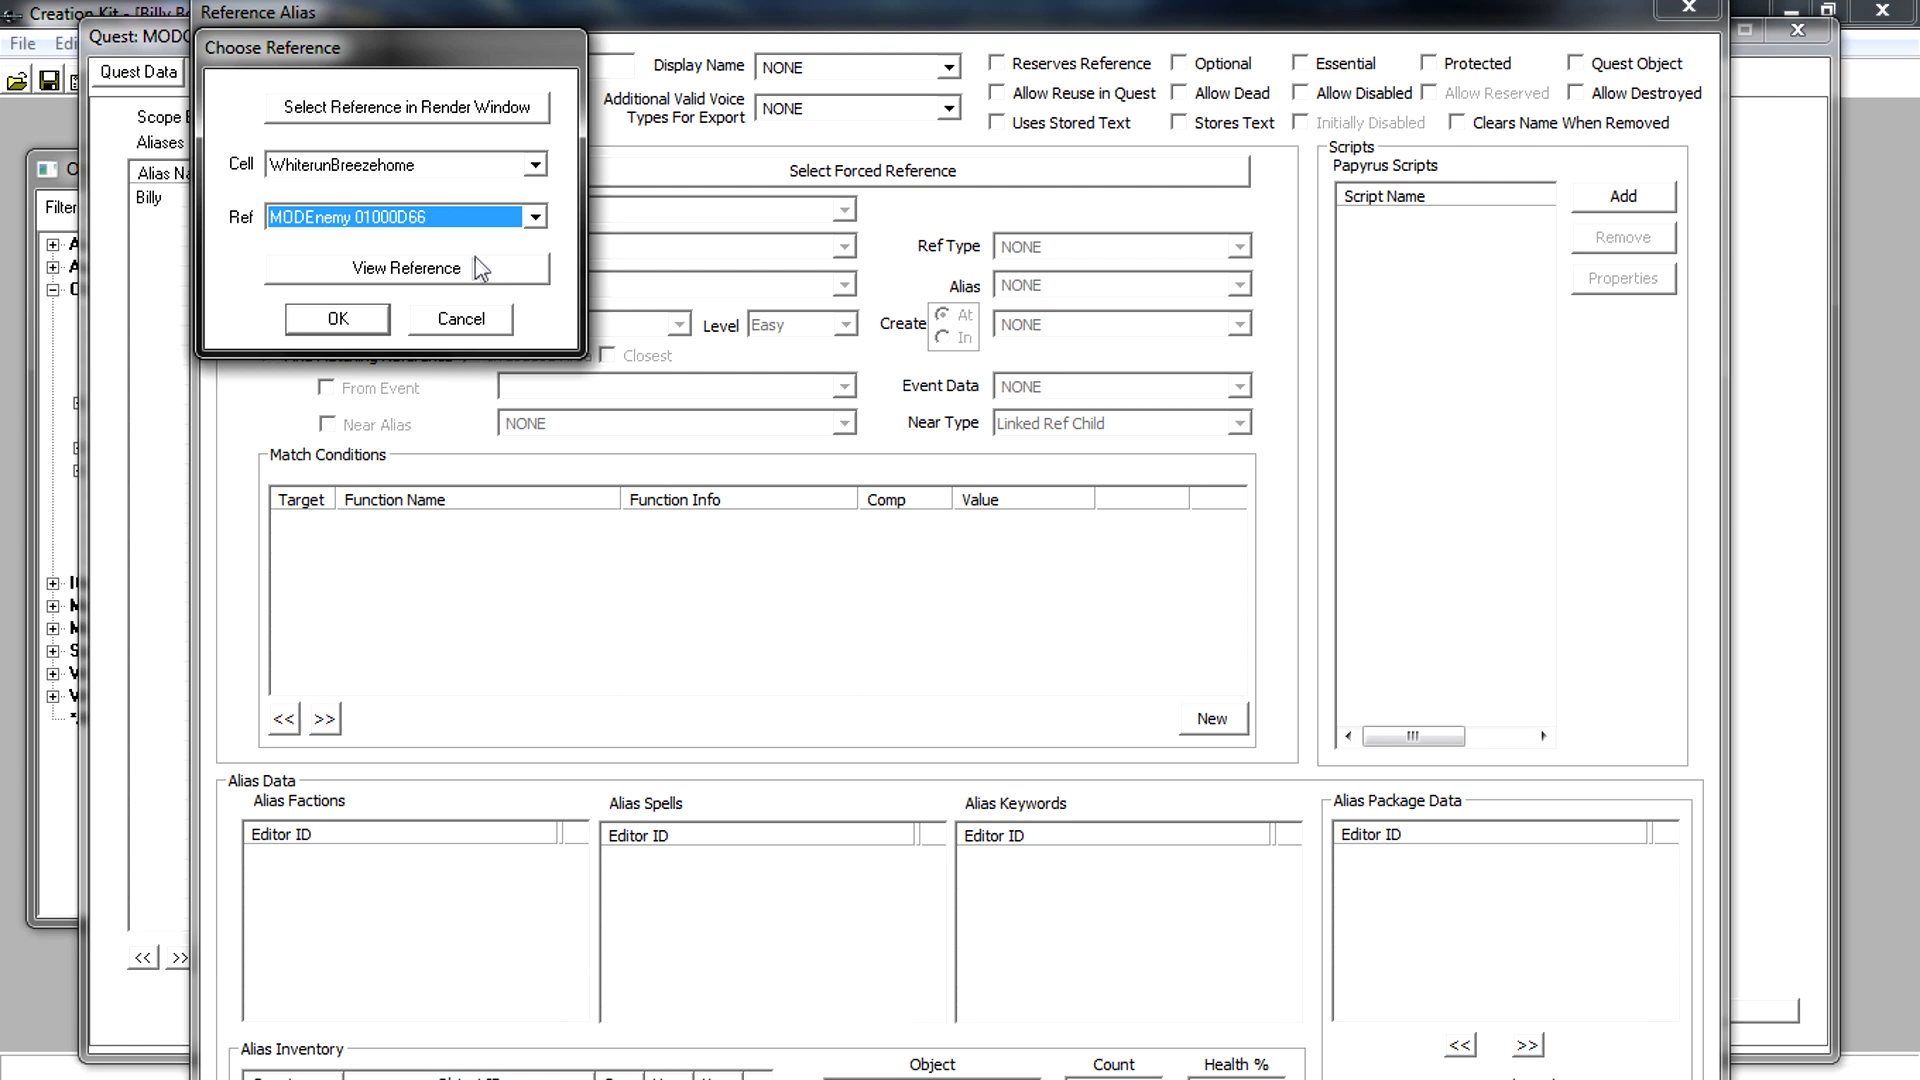 Creation Kit - [Billy Be
Reference Alias
File
Edi
Quest: MODC
Choose Reference
Quest Data
Display Name
NONE
Reserves Reference
Optional
Essential
Protected
Quest Object
Select Reference in Render Window
Additional Valid Voice
Types For Export
NONE
Allow Reuse in Quest
Allow Dead
Allow Disabled
Allow Reserved
Allow Destroyed
Scope
Uses Stored Text
Stores Text
Initially Disabled
Clears Name When Removed
Aliases
Cell
WhiterunBreezehome
Select Forced Reference
Scripts
Papyrus Scripts
Alias Na
Billy
Script Name
Add
Filter
Ref
MODEnemy 01000D66
Remove
Ref Type
NONE
View Reference
Properties
Alias
NONE
OK
Cancel
Level
Easy
Create
At
In
NONE
Closest
From Event
Event Data
NONE
Near Alias
NONE
Near Type
Linked Ref Child
Match Conditions
Target
Function Name
Function Info
Comp
Value
<<
>>
New
Alias Data
Alias Factions
Alias Spells
Alias Keywords
Alias Package Data
Editor ID
Editor ID
Editor ID
Editor ID
<<
>>
<<
>>
Alias Inventory
Object
Count
Health %